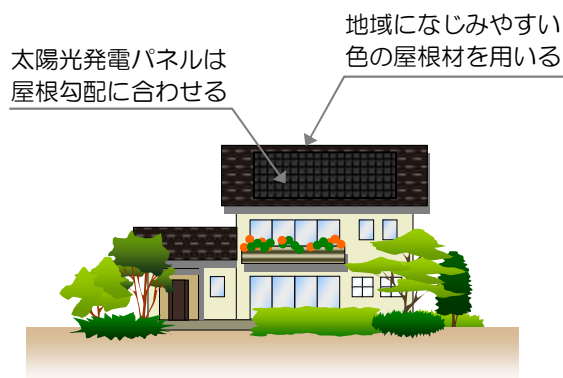 太陽光発電パネルは
屋根勾配に合わせる
地域になじみやすい
色の屋根材を用いる